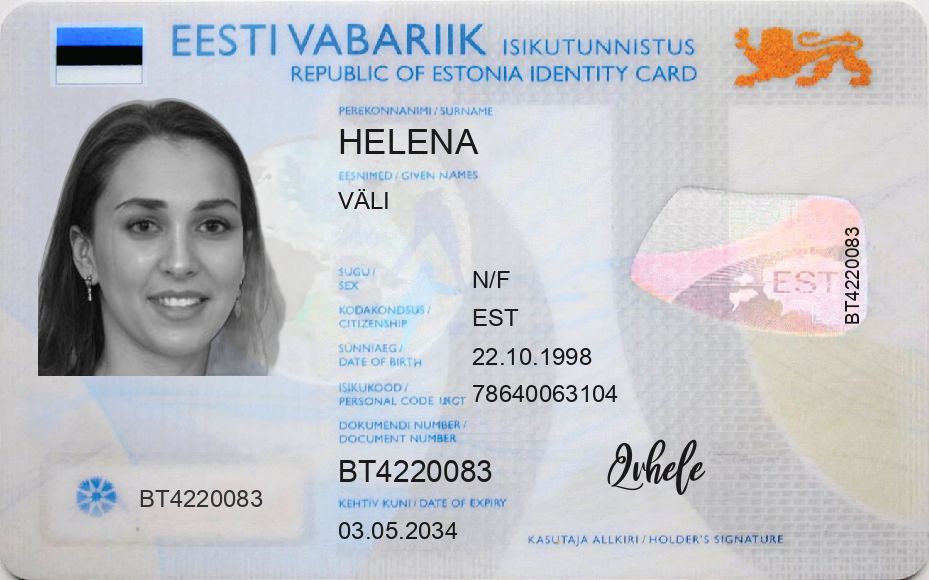 EESTI VABARIIK ISIKUTUNNISTUS
REPUBLIC OF ESTONIA IDENTITY CARD
PEREKONNANIMI / SURNAME
HELENA
EESNIMED / GIVEN NAMES
VÄLI
SUGU /
SEX
N/F
KODAKONDSUS /
CITIZENSHIP
EST
SÜNNIAEG /
DATE OF BIRTH
22.10.1998
ISIKUKOOD /
PERSONAL CODE
78640063104
DOKUMENDI NUMBER /
DOCUMENT NUMBER
BT4220083
KEHTIV KUNI / DATE OF EXPIRY
03.05.2034
BT4220083
EST
BT4220083
KASUTAJA ALLKIRI / HOLDER'S SIGNATURE